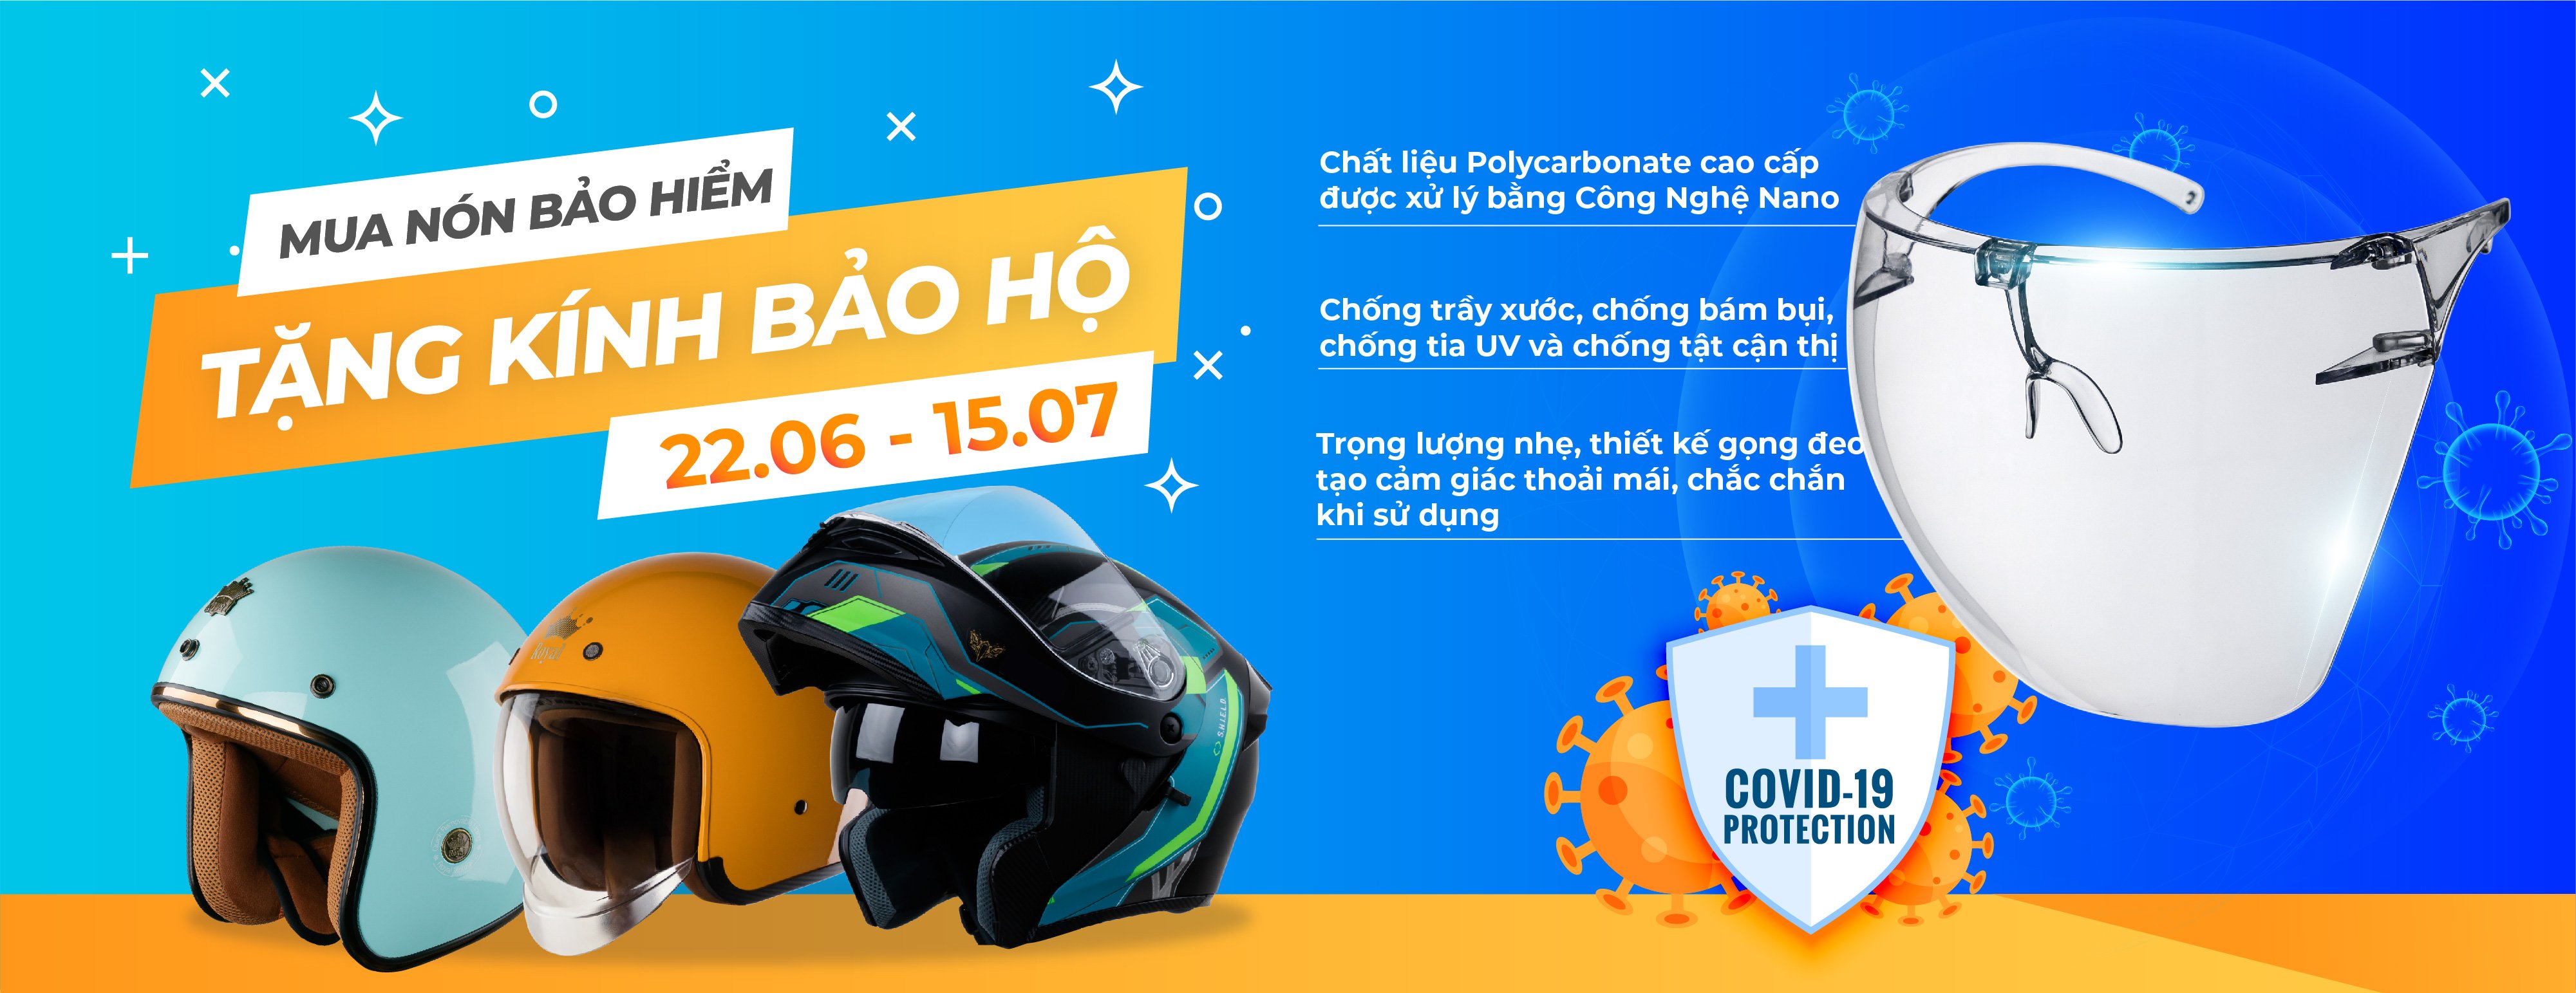 MUA NÓN BẢO HIỂM
TẶNG KÍNH BẢO HỘ
22.06 - 15.07
Chất liệu Polycarbonate cao cấp
được xử lý bằng Công Nghệ Nano
Chống trầy xước, chống bám bụi,
chống tia UV và chống tật cận thị
Trọng lượng nhẹ, thiết kế gọng đeo
tạo cảm giác thoải mái, chắc chắn
khi sử dụng
Royal
SHIELD
COVID-19
PROTECTION